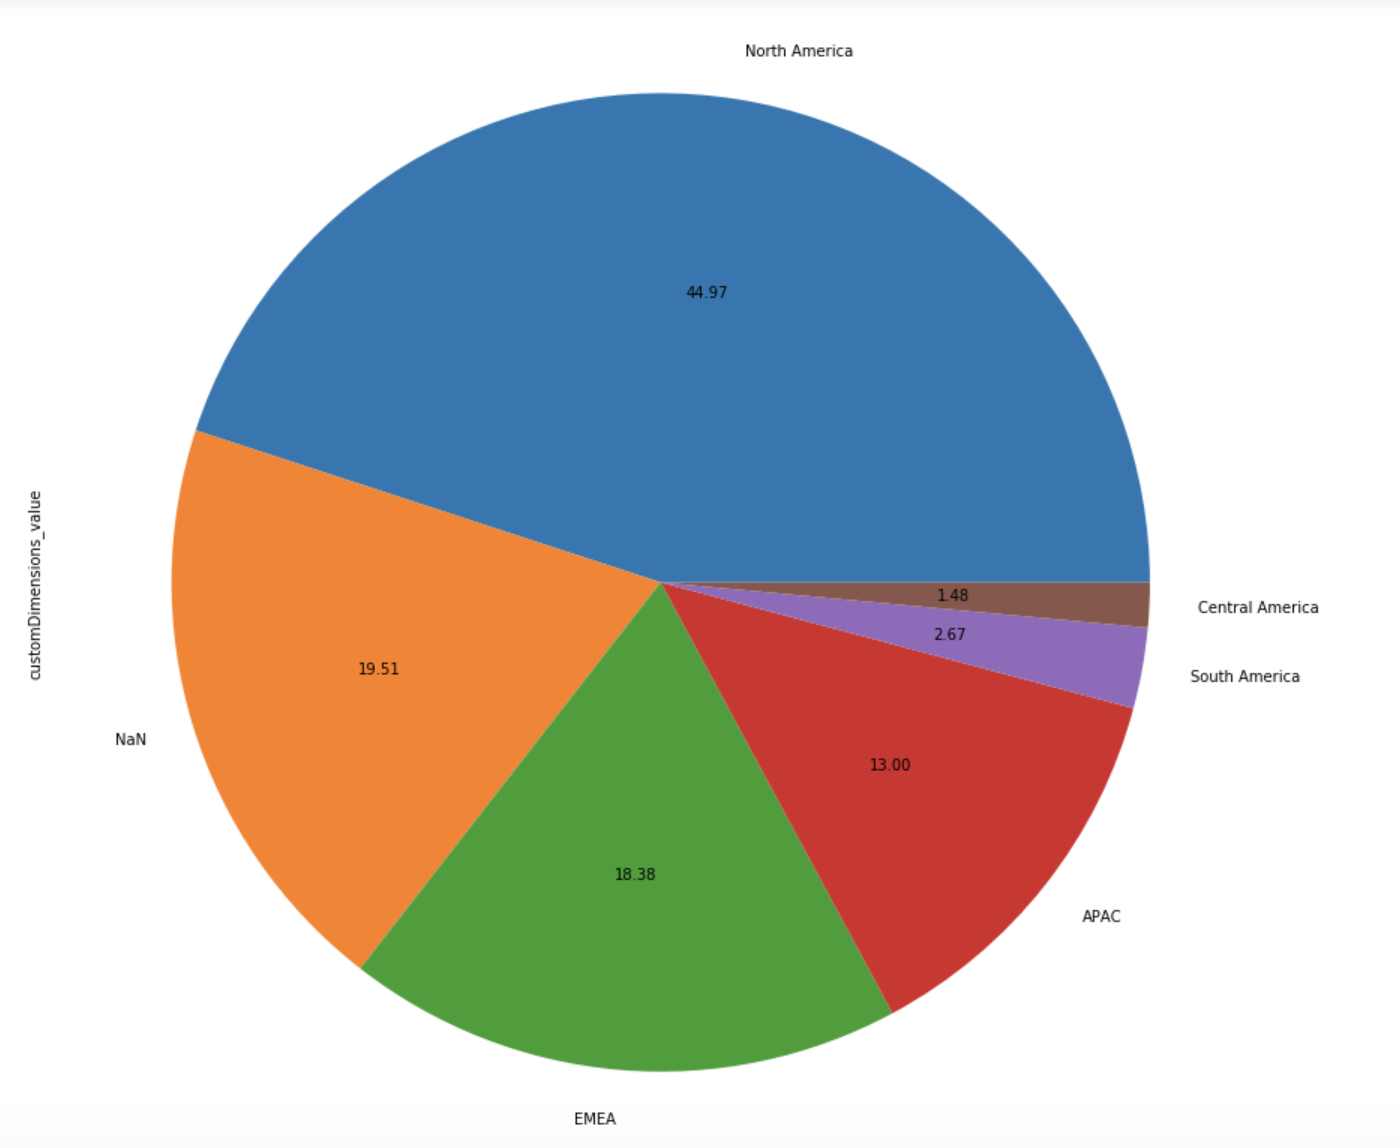 North America
44.97
customDimensions_value
1.48
Central America
2.67
South America
19.51
NaN
13.00
18.38
APAC
EMEA